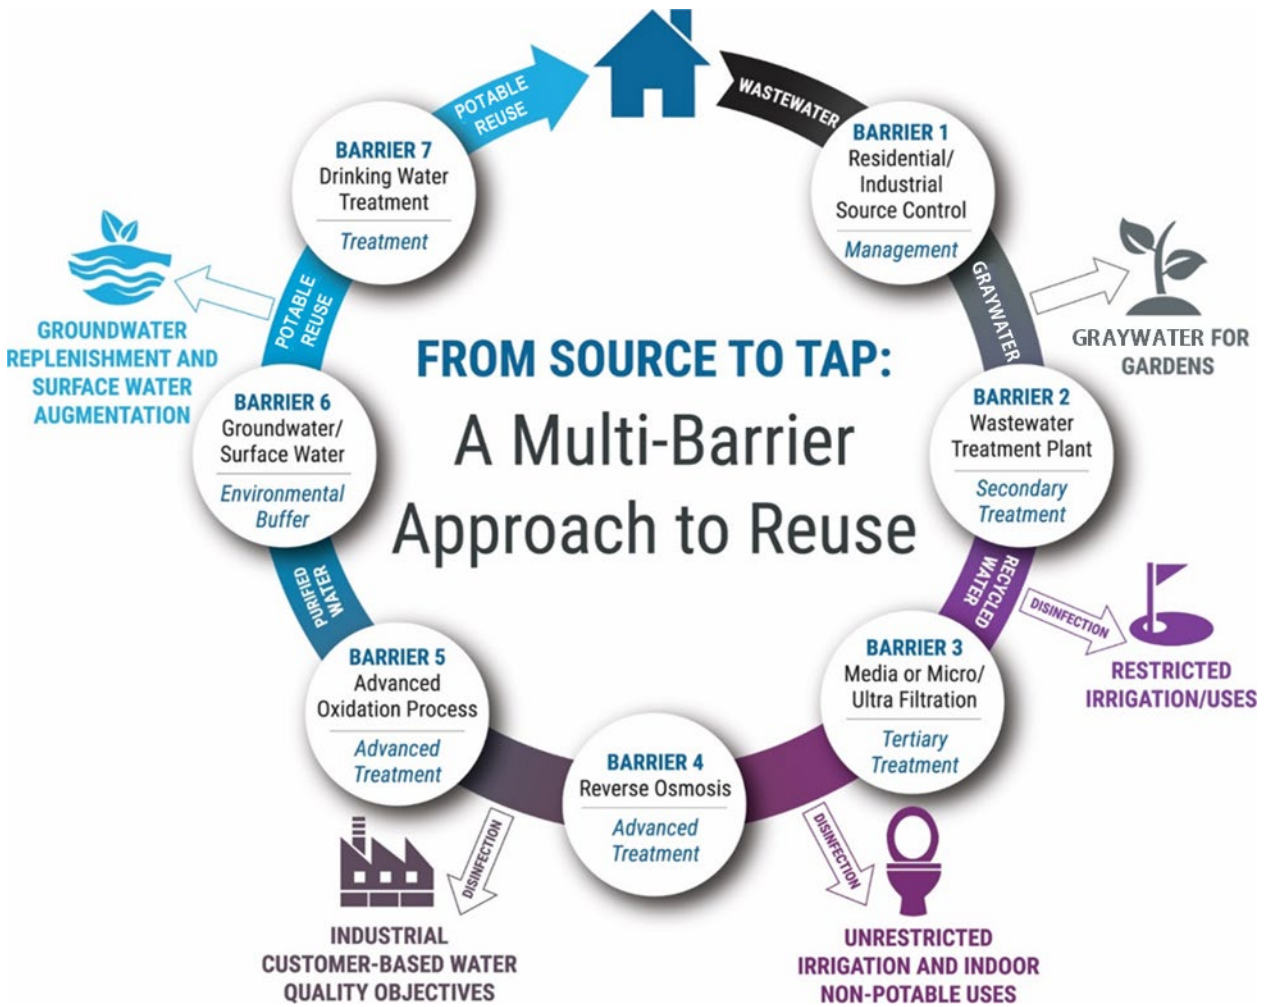 FROM SOURCE TO TAP:
A Multi-Barrier
Approach to Reuse
WASTEWATER
BARRIER 1
Residential/
Industrial
Source Control
Management
GRAYWATER
GRAYWATER FOR
GARDENS
BARRIER 2
Wastewater
Treatment Plant
Secondary
Treatment
RECYCLED
WATER
DISINFECTION
RESTRICTED
IRRIGATION/USES
BARRIER 3
Media or Micro/
Ultra Filtration
Tertiary
Treatment
DISINFECTION
UNRESTRICTED
IRRIGATION AND INDOOR
NON-POTABLE USES
BARRIER 4
Reverse Osmosis
Advanced
Treatment
DISINFECTION
INDUSTRIAL
CUSTOMER-BASED WATER
QUALITY OBJECTIVES
BARRIER 5
Advanced
Oxidation Process
Advanced
Treatment
PURIFIED
WATER
BARRIER 6
Groundwater/
Surface Water
Environmental
Buffer
POTABLE
REUSE
GROUNDWATER
REPLENISHMENT AND
SURFACE WATER
AUGMENTATION
BARRIER 7
Drinking Water
Treatment
Treatment
POTABLE
REUSE